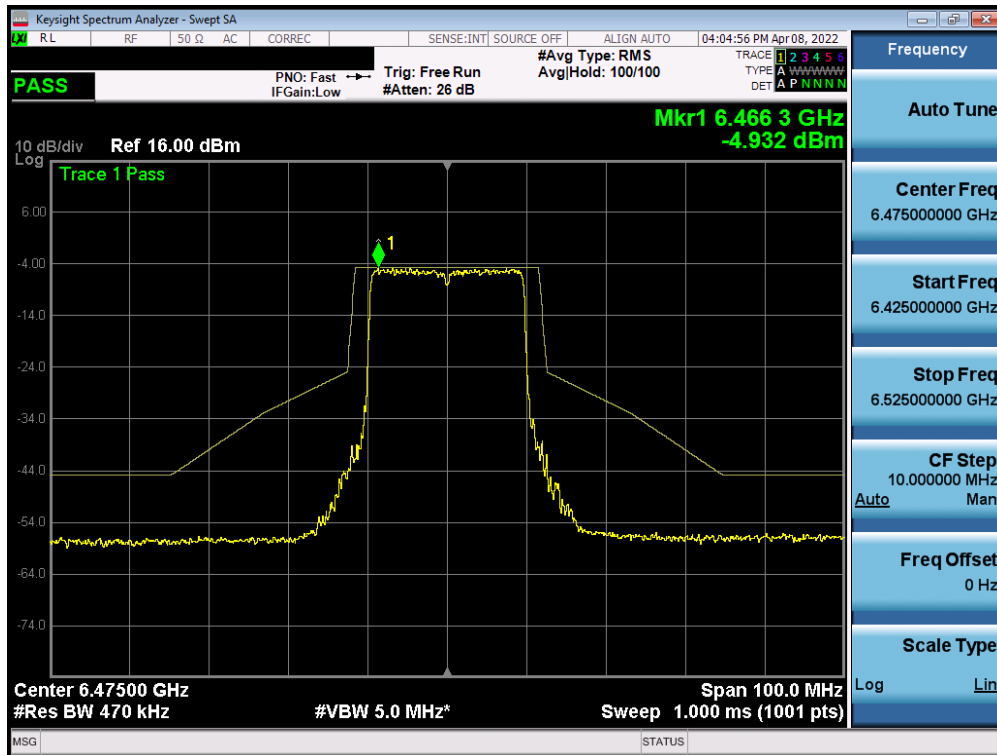 Keysight Spectrum Analyzer - Swept SA
LXI RL RF 50 Ω AC CORREC SENSE:INT SOURCE OFF ALIGN AUTO 04:04:56 PM Apr 08, 2022
PASS
PNO: Fast
IFGain:Low
Trig: Free Run
#Atten: 26 dB
#Avg Type: RMS
Avg|Hold: 100/100
TRACE 1 2 3 4 5 6
TYPE A WWWWW
DET A P N N N N
Mkr1 6.466 3 GHz
-4.932 dBm
10 dB/div Ref 16.00 dBm
Log
Trace 1 Pass
1
6.00
-4.00
-14.0
-24.0
-34.0
-44.0
-54.0
-64.0
-74.0
Center 6.47500 GHz Span 100.0 MHz
#Res BW 470 kHz #VBW 5.0 MHz* Sweep 1.000 ms (1001 pts)
MSG STATUS
Frequency
Auto Tune
Center Freq
6.475000000 GHz
Start Freq
6.425000000 GHz
Stop Freq
6.525000000 GHz
CF Step
10.000000 MHz
Auto Man
Freq Offset
0 Hz
Scale Type
Log Lin